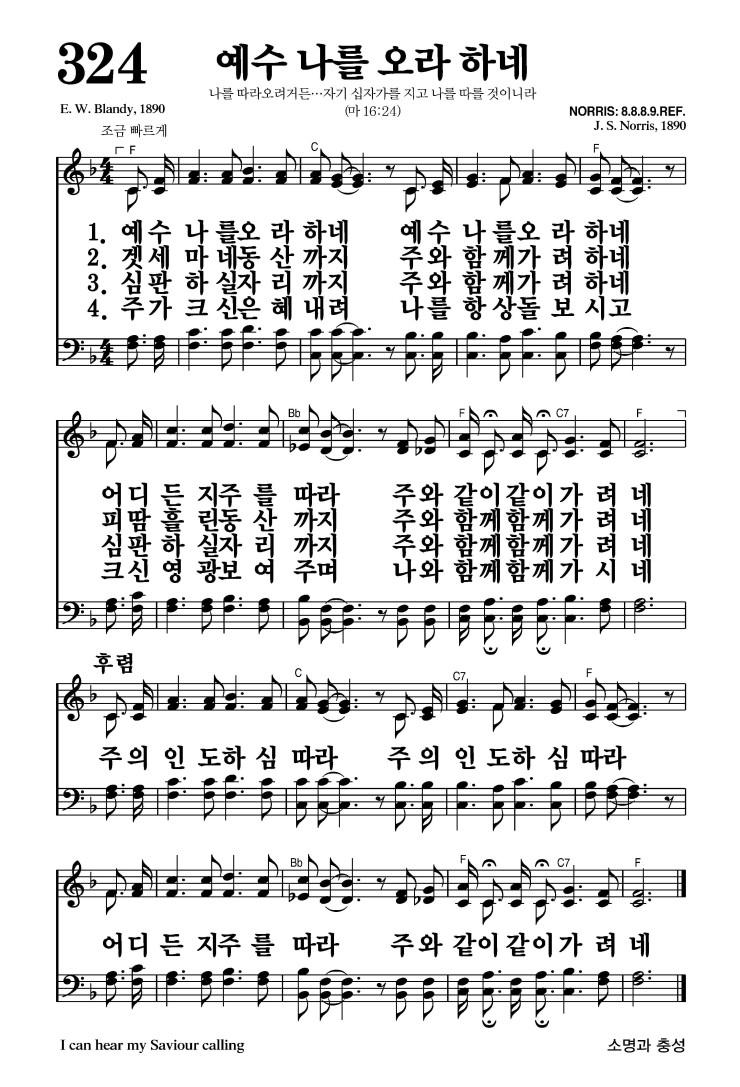 324
예수 나를 오라 하네
나를 따라오려거든…자기 십자가를 지고 나를 따를 것이니라
(마 16:24)
E. W. Blandy, 1890
NORRIS: 8.8.8.9.REF.
J. S. Norris, 1890
조금 빠르게
F C F
1. 예수 나를오라하네 예수 나를오라하네
2. 겟세마네동산까지 주와함께가려하네
3. 심판하실자리까지 주와함께가려하네
4. 주가크신은혜내려 나를항상돌보시고
Bb F C7 F
어디든지주를따라 주와같이같이가려네
피땀흘린동산까지 주와함께함께가려네
심판하실자리까지 주와함께함께가려네
크신영광보여주며 나와함께함께가시네
후렴
C C7 F
주의인도하심따라 주의인도하심따라
Bb F C7 F
어디든지주를따라 주와같이같이가려네
I can hear my Saviour calling
소명과 충성